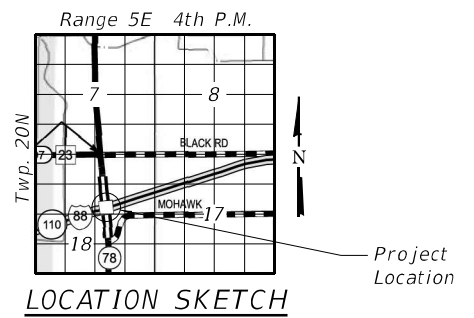 Range 5E 4th P.M.
Twp. 20N
7
8
BLACK RD
7
23
N
MOHAWK
17
88
110
18
78
Project
Location
LOCATION SKETCH